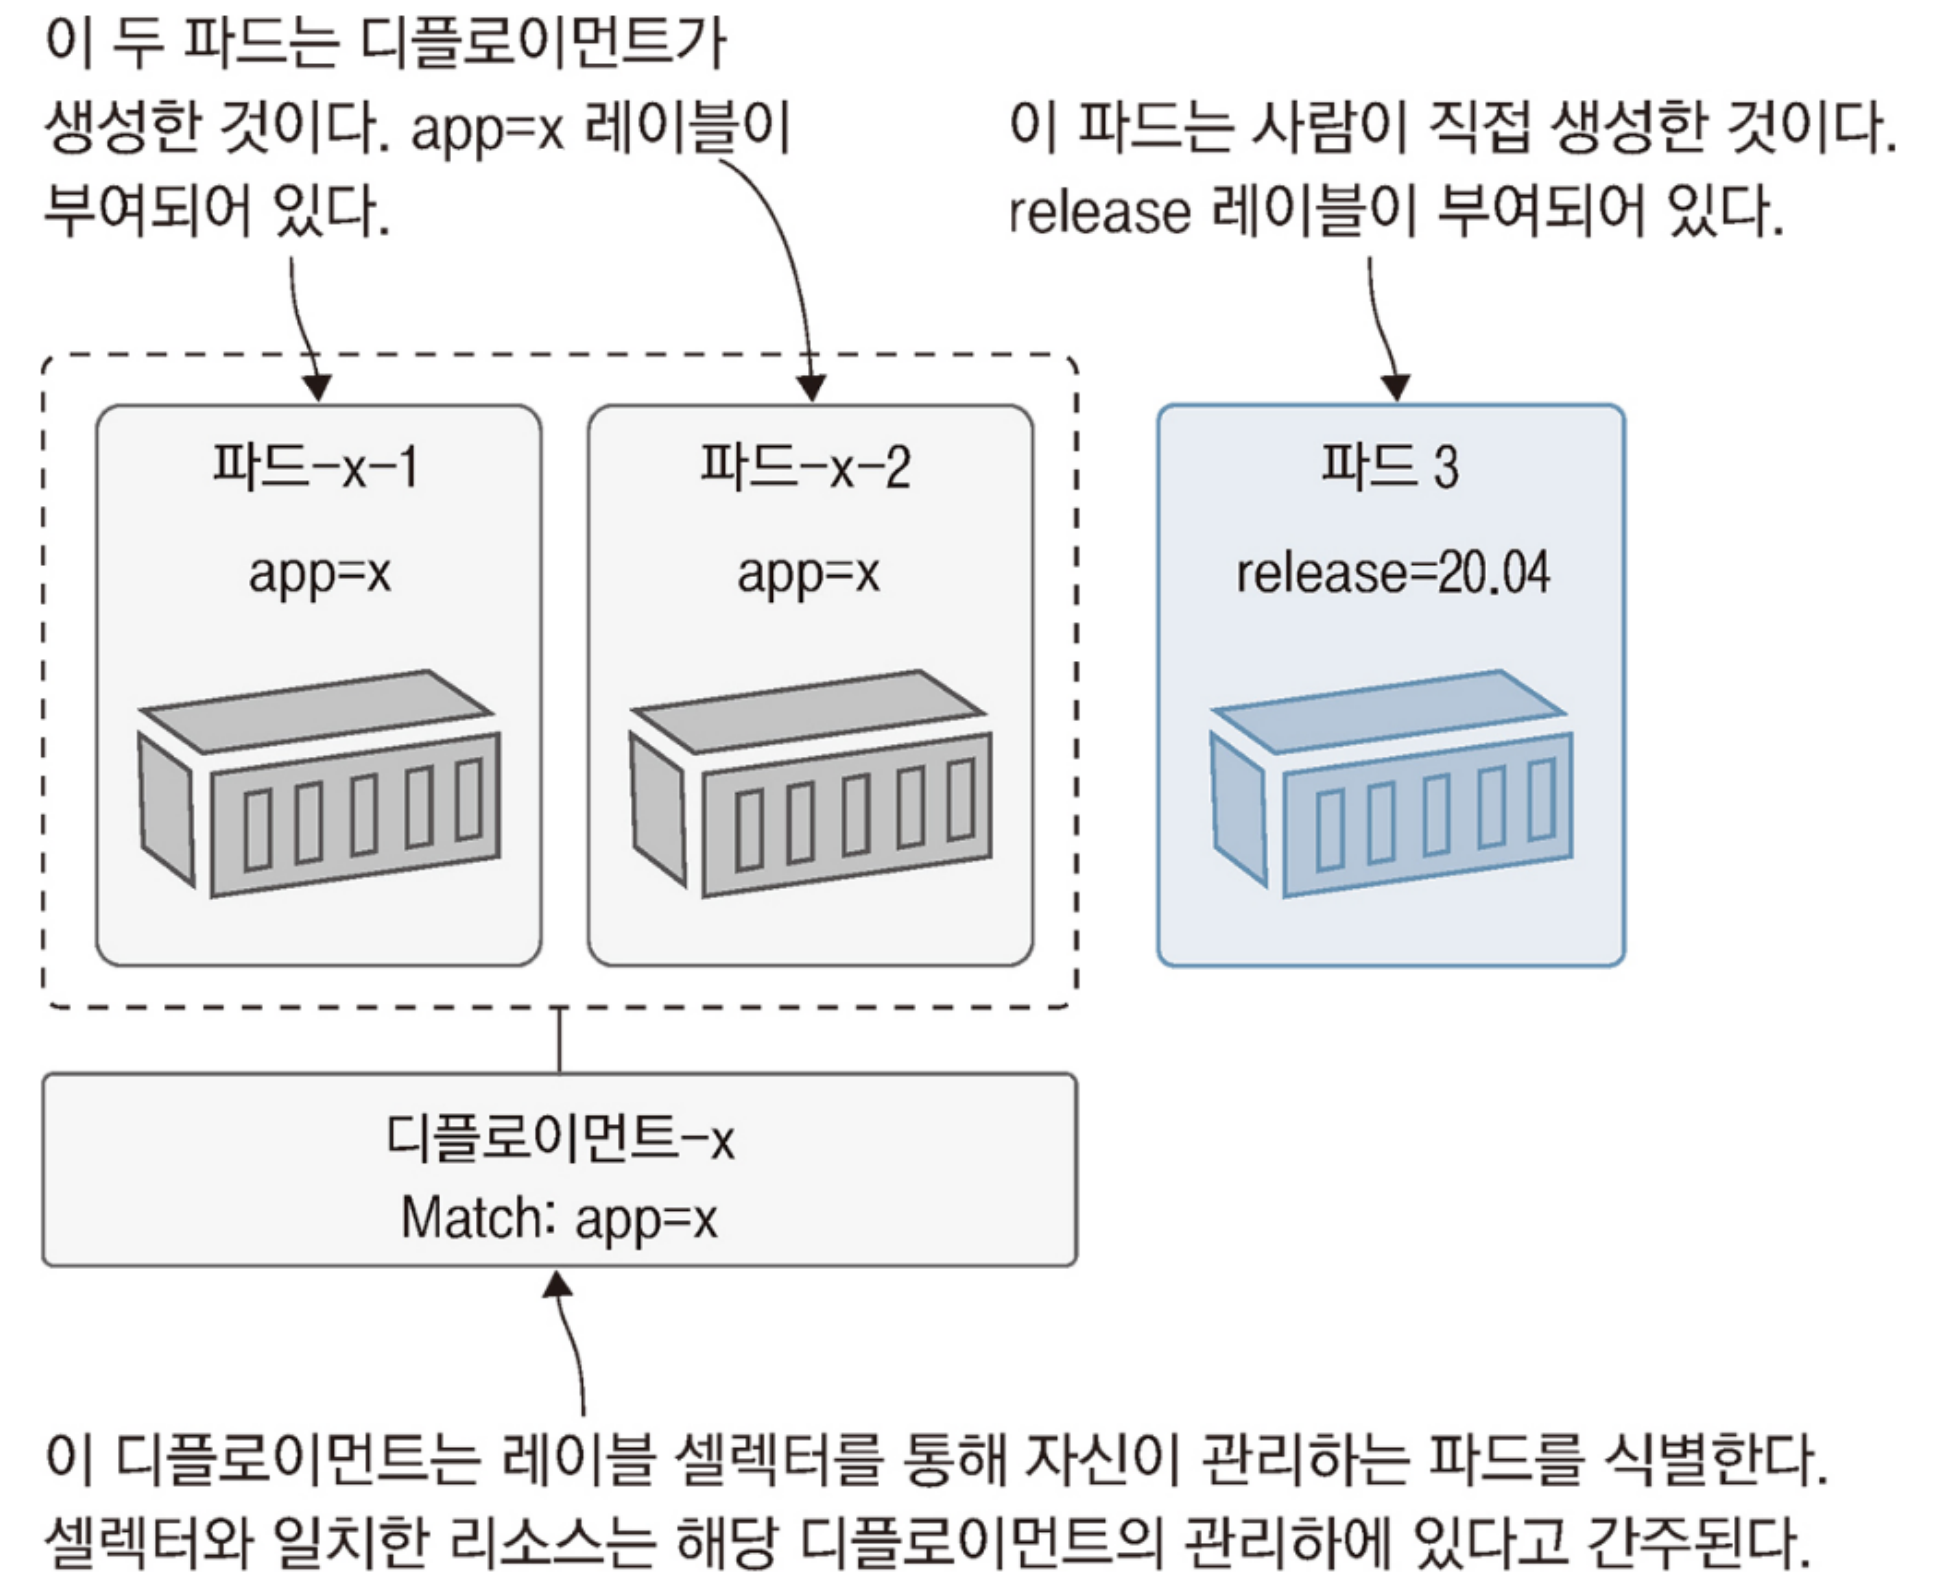 이 두 파드는 디플로이먼트가
생성한 것이다. app=x 레이블이
부여되어 있다.
이 파드는 사람이 직접 생성한 것이다.
release 레이블이 부여되어 있다.
파드-x-1
app=x
파드-x-2
app=x
파드 3
release=20.04
디플로이먼트-x
Match: app=x
이 디플로이먼트는 레이블 셀렉터를 통해 자신이 관리하는 파드를 식별한다.
셀렉터와 일치한 리소스는 해당 디플로이먼트의 관리하에 있다고 간주된다.